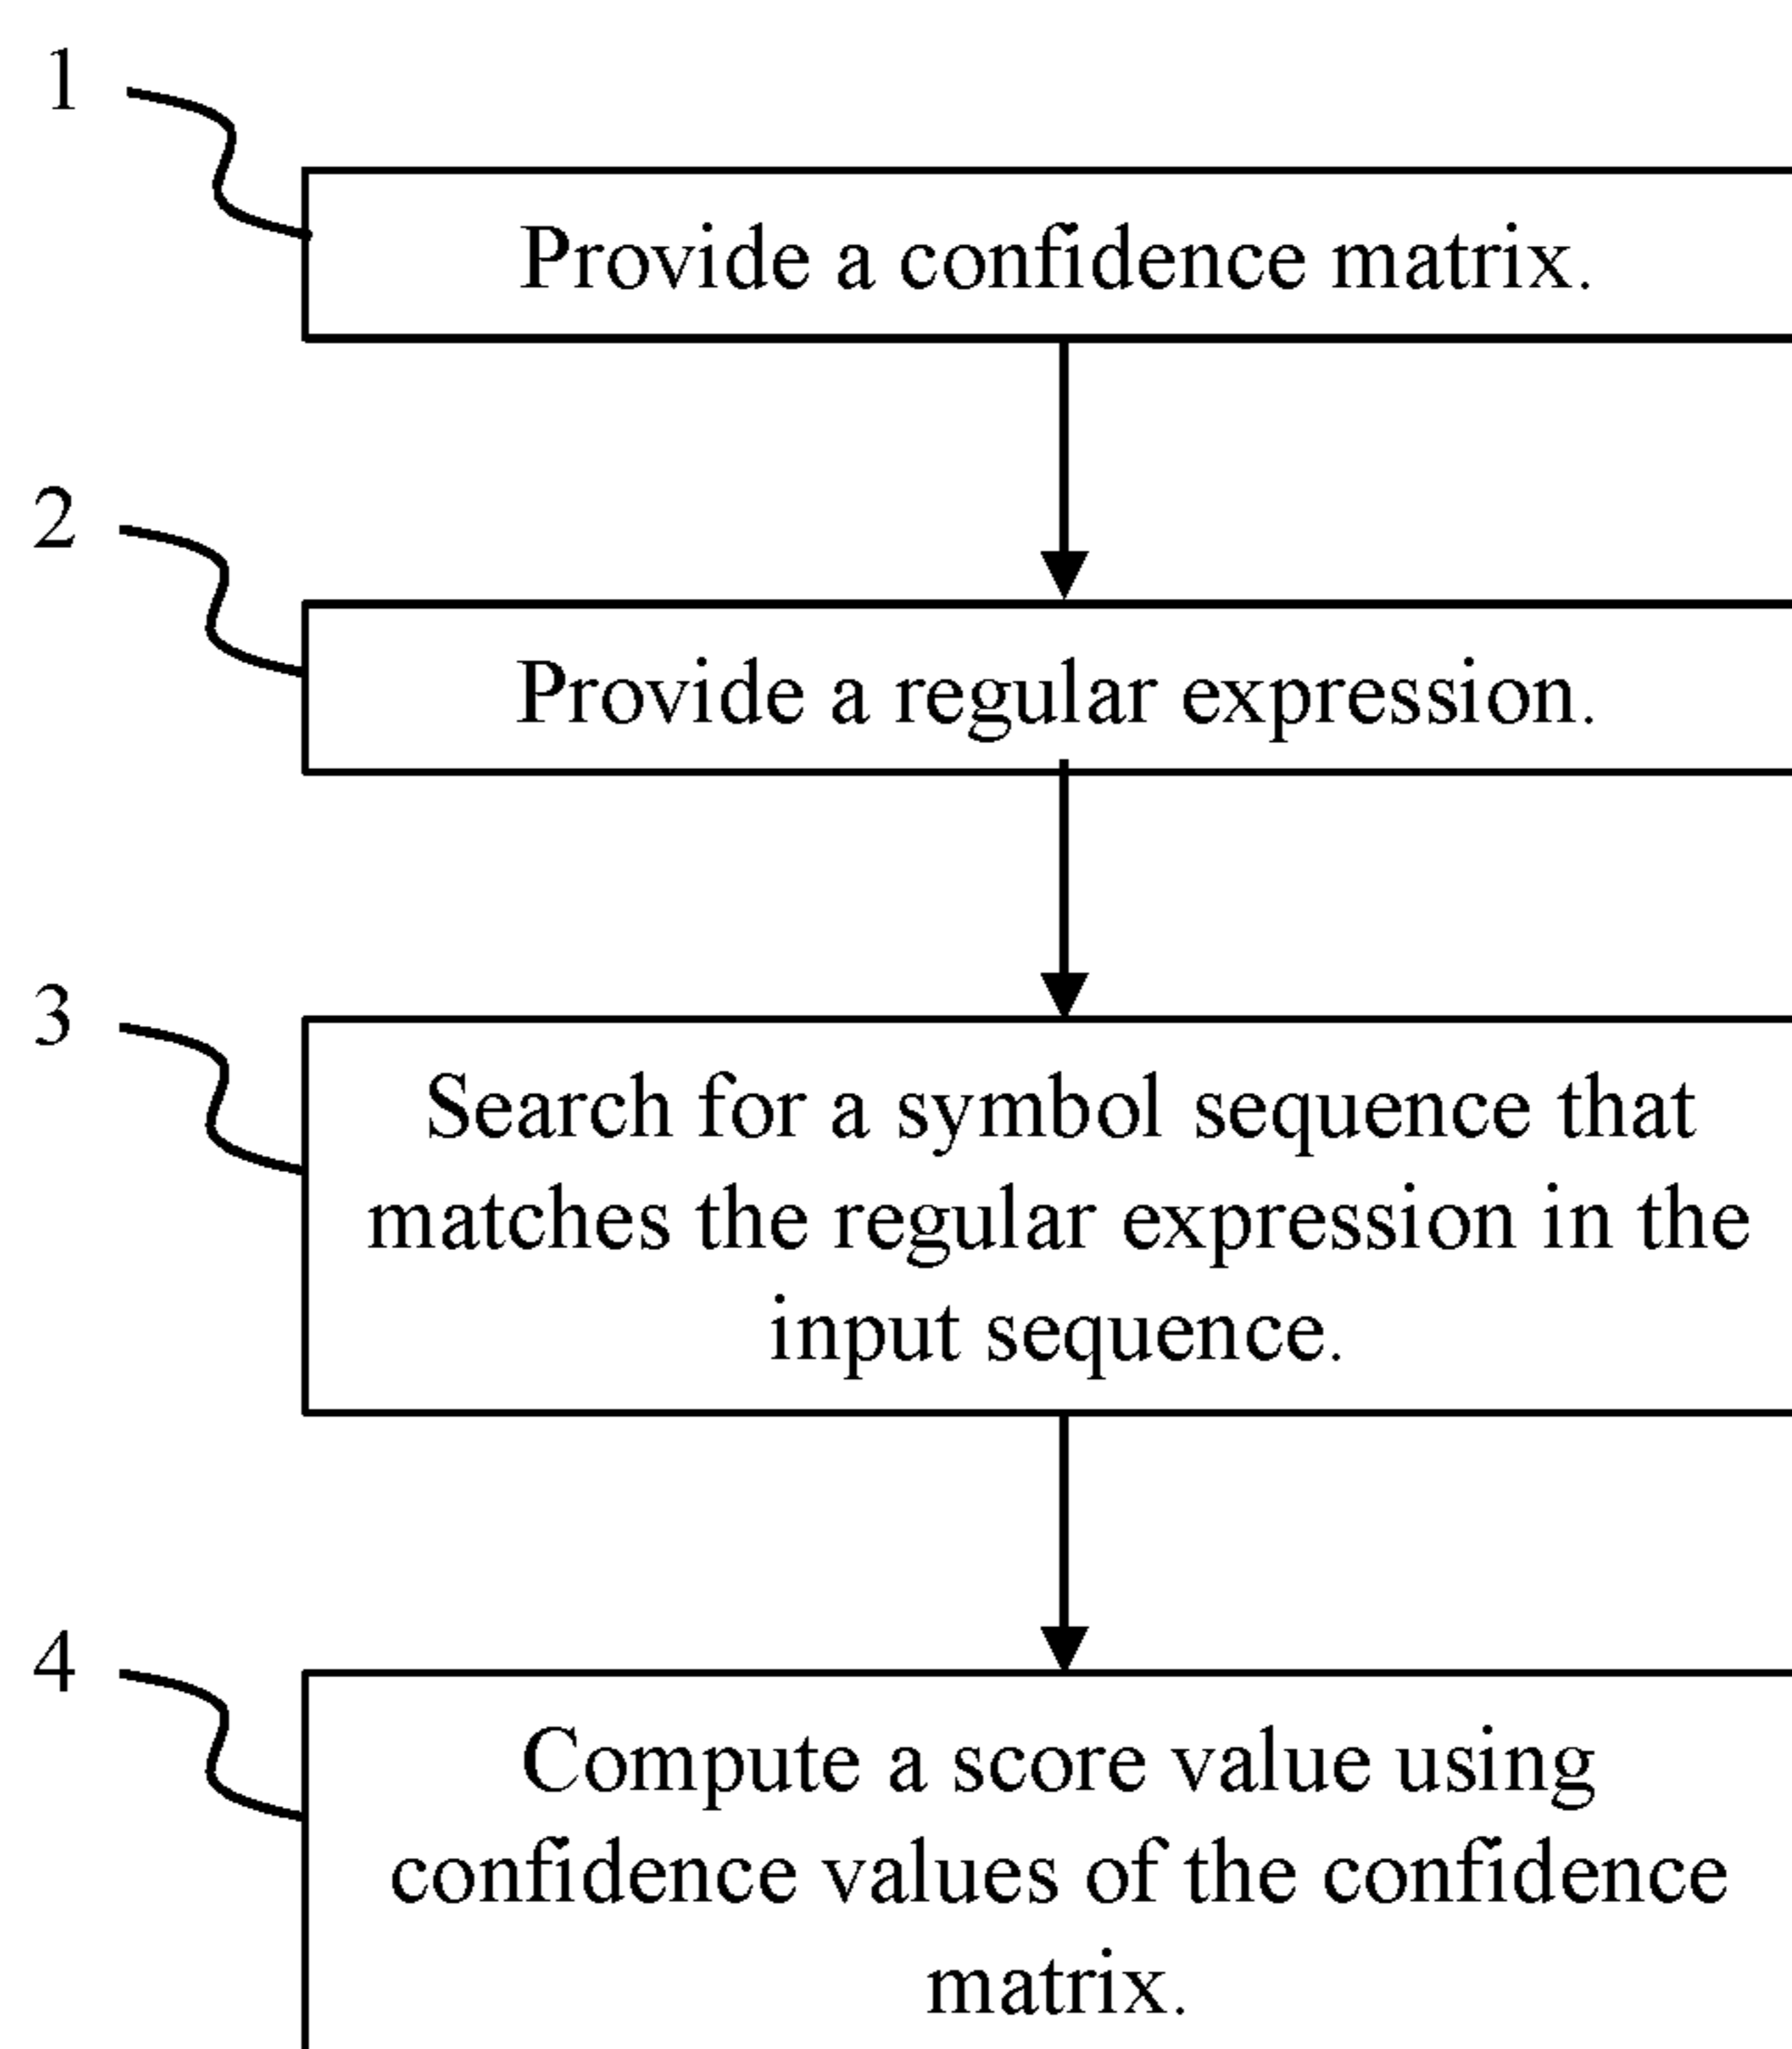 1
Provide a confidence matrix.
2
Provide a regular expression.
3
Search for a symbol sequence that
matches the regular expression in the
input sequence.
4
Compute a score value using
confidence values of the confidence
matrix.